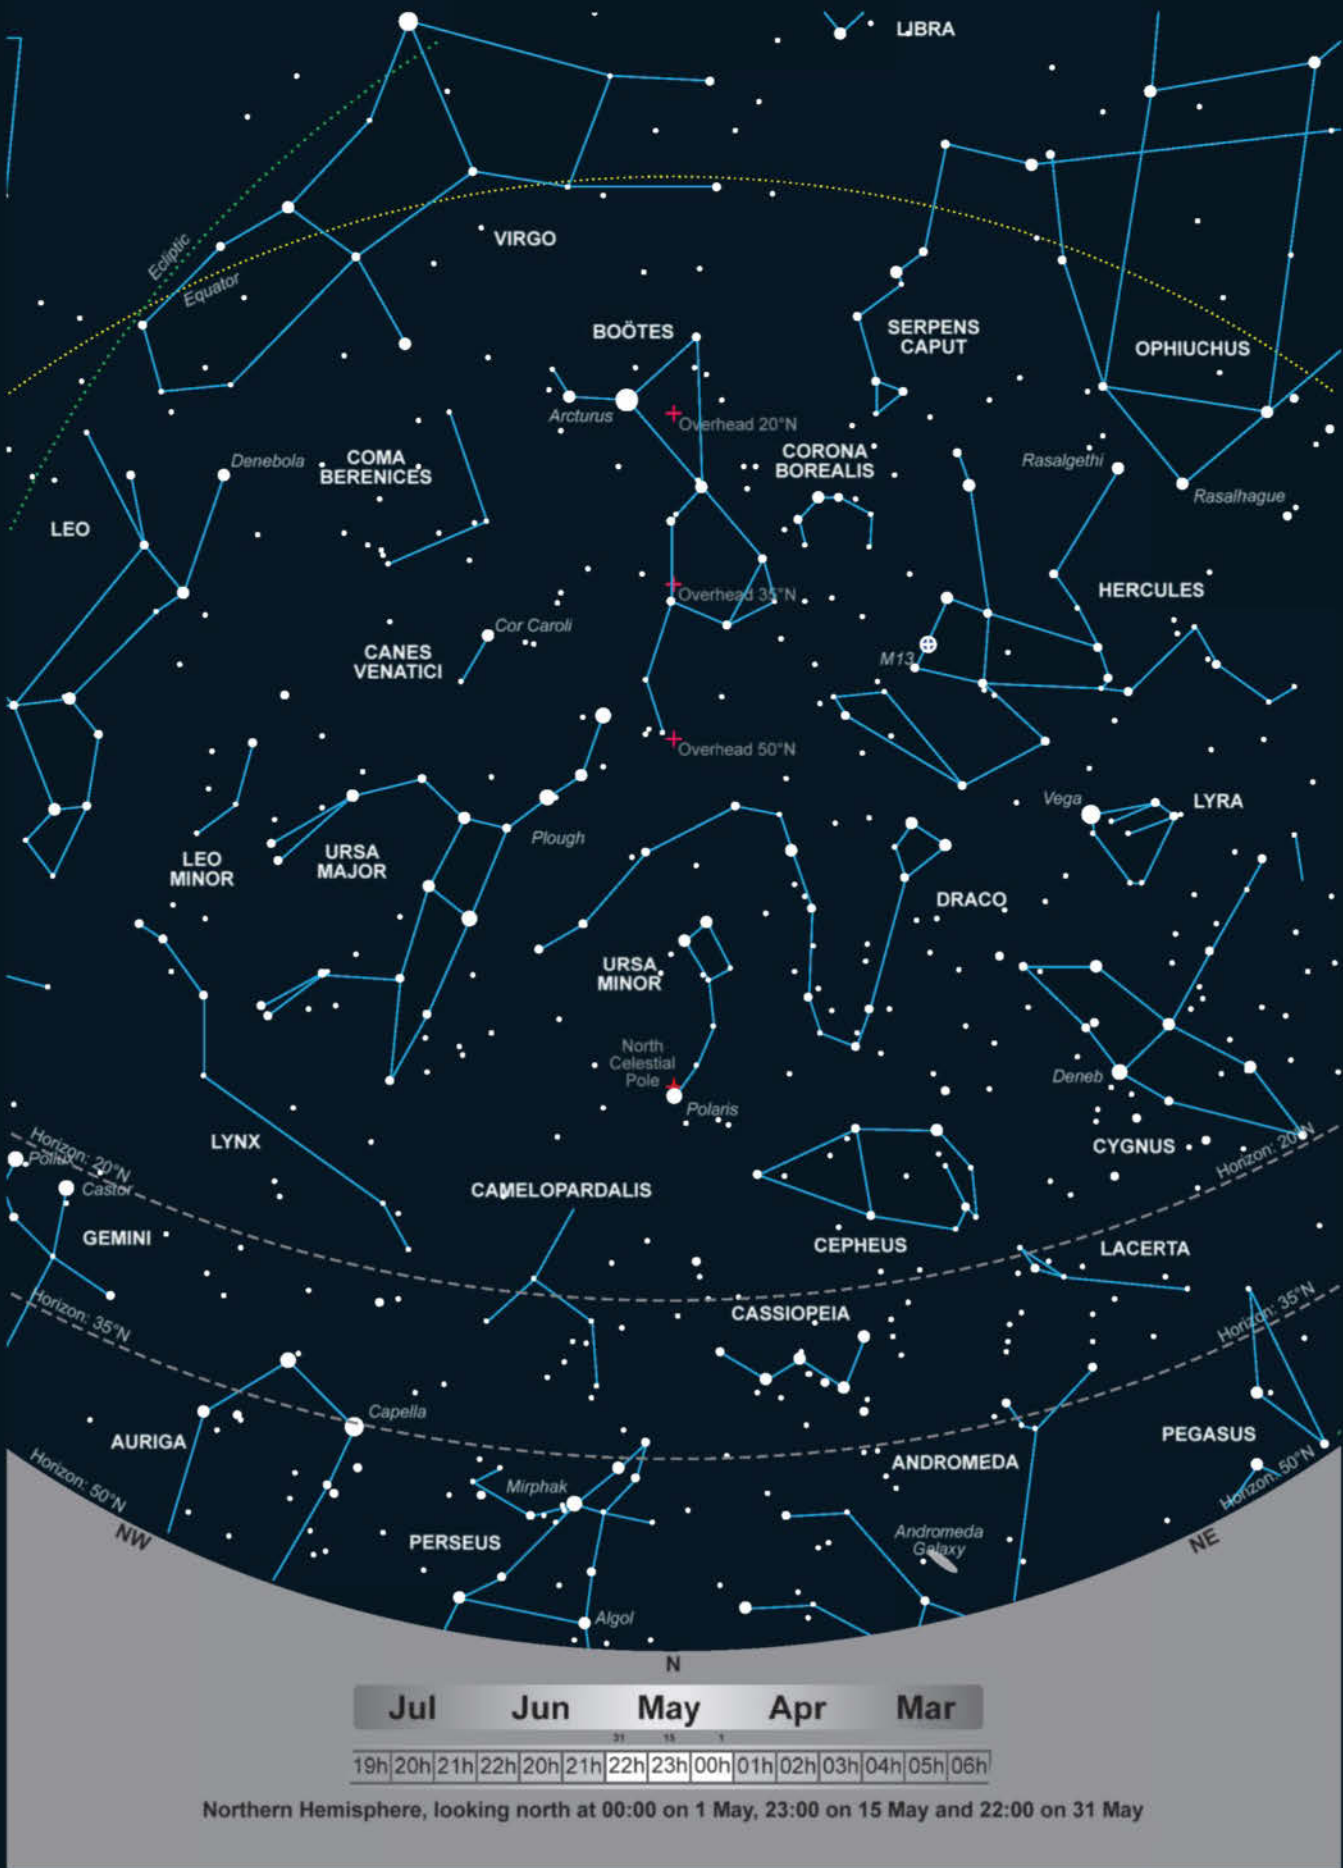 LIBRA
Ecliptic
Equator
VIRGO
BOÖTES
SERPENS
CAPUT
OPHIUCHUS
Arcturus
Overhead 20°N
Denebola
COMA
BERENICES
CORONA
BOREALIS
Rasalgethi
Rasalhague
LEO
Overhead 35°N
HERCULES
Cor Caroli
CANES
VENATICI
M13
Overhead 50°N
Vega
LYRA
Plough
LEO
MINOR
URSA
MAJOR
DRACO
URSA
MINOR
North
Celestial
Pole
Polaris
Deneb
LYNX
CYGNUS
Horizon: 20°N
Horizon: 20°N
Pollux
Castor
CAMELOPARDALIS
GEMINI
CEPHEUS
LACERTA
Horizon: 35°N
Horizon: 35°N
CASSIOPEIA
Capella
AURIGA
PEGASUS
ANDROMEDA
Horizon: 50°N
Horizon: 50°N
Mirphak
NW
PERSEUS
Andromeda
Galaxy
NE
Algol
N
Jul Jun May Apr Mar
31 15 1
19h 20h 21h 22h 20h 21h 22h 23h 00h 01h 02h 03h 04h 05h 06h
Northern Hemisphere, looking north at 00:00 on 1 May, 23:00 on 15 May and 22:00 on 31 May